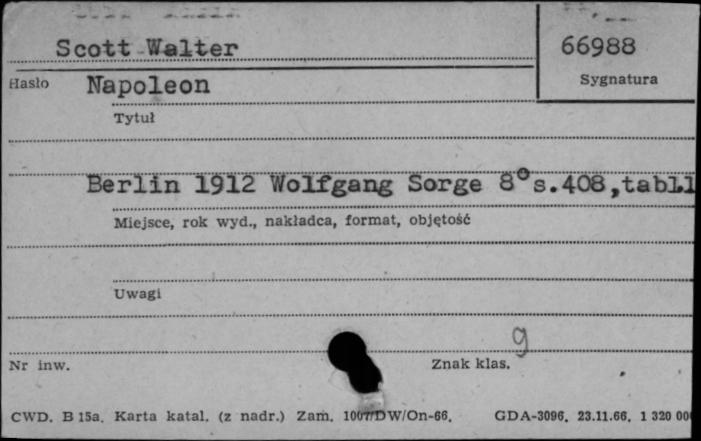 Scott Walter
66988
Hasło Napoleon
Sygnatura
Tytuł
Berlin 1912 Wolfgang Sorge 8° s.408,tabl.1
Miejsce, rok wyd., nakładca, format, objętość
Uwagi
g
Nr inw.
Znak klas.
CWD. B 15a. Karta katal. (z nadr.) Zam. 1007/DW/On-66. GDA-3096. 23.11.66. 1 320 00